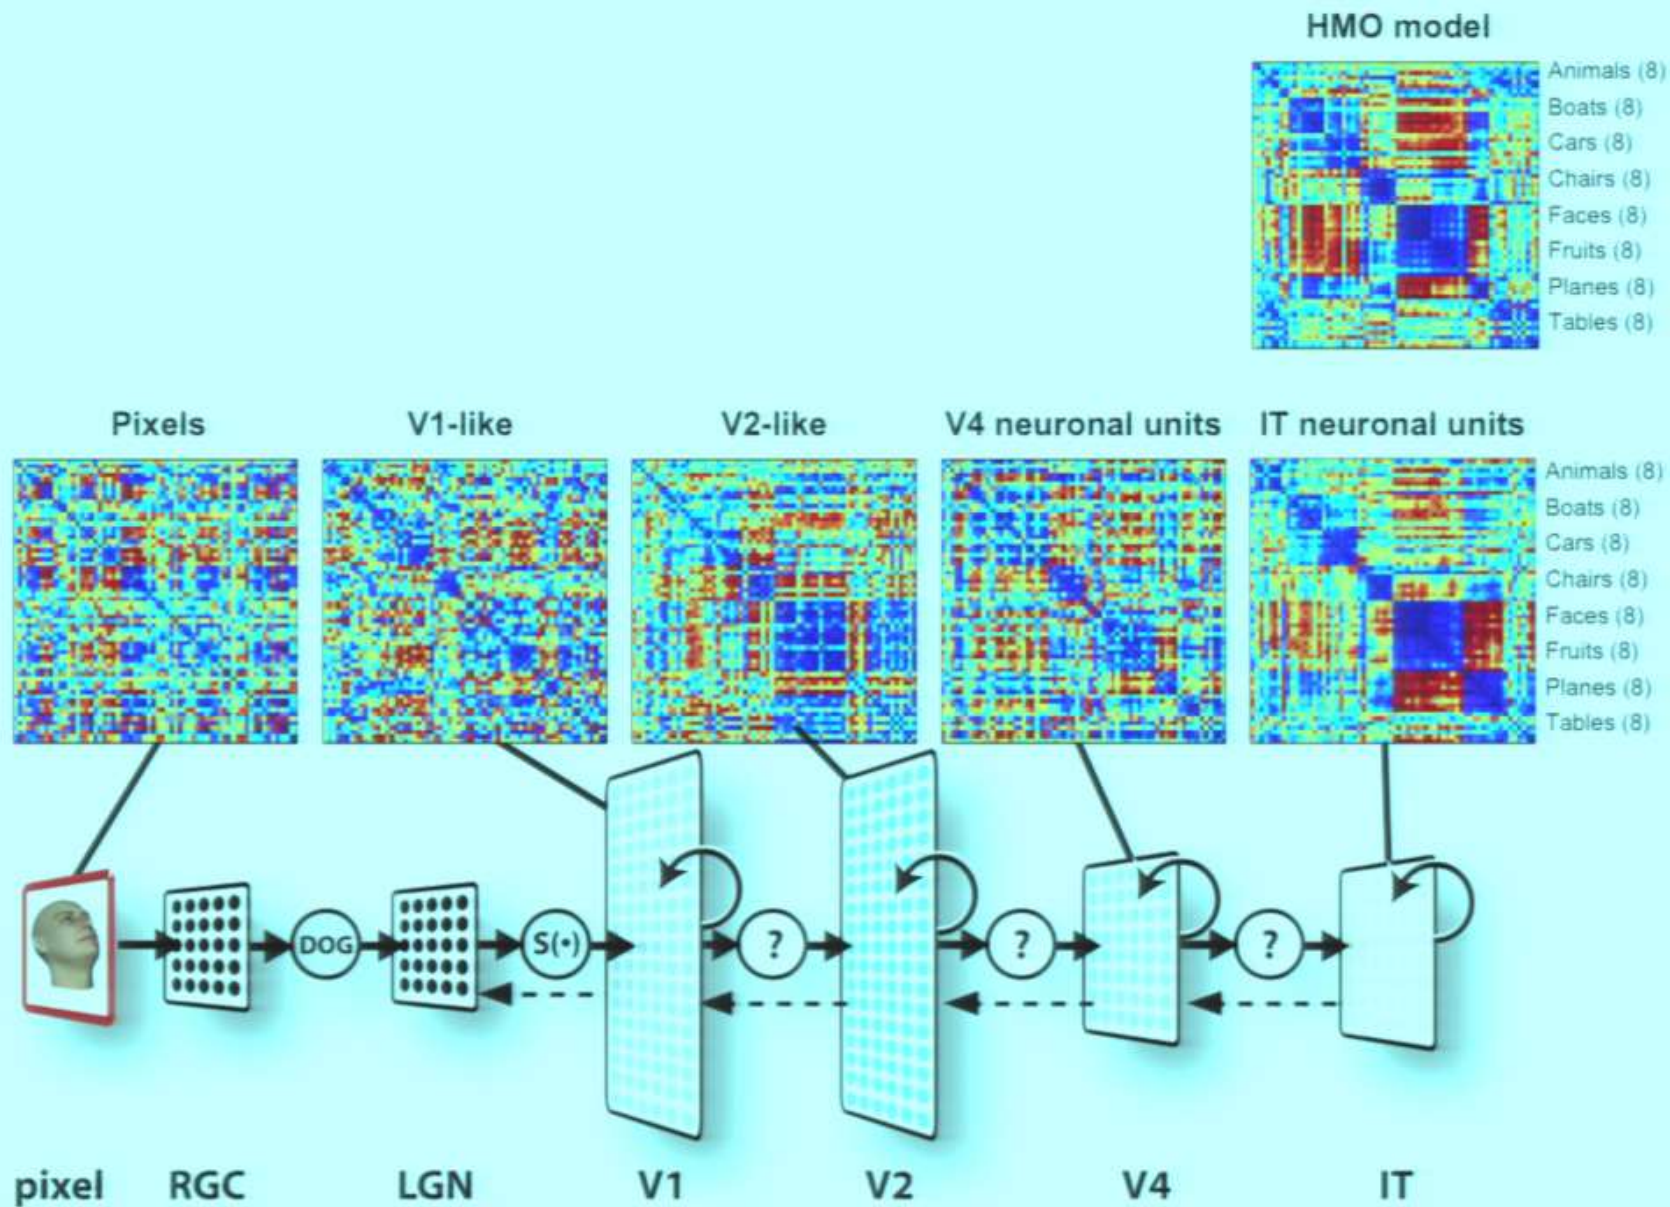 HMO model
Animals (8)
Boats (8)
Cars (8)
Chairs (8)
Faces (8)
Fruits (8)
Planes (8)
Tables (8)
Pixels
V1-like
V2-like
V4 neuronal units
IT neuronal units
Animals (8)
Boats (8)
Cars (8)
Chairs (8)
Faces (8)
Fruits (8)
Planes (8)
Tables (8)
DOG
S(•)
?
?
?
pixel
RGC
LGN
V1
V2
V4
IT